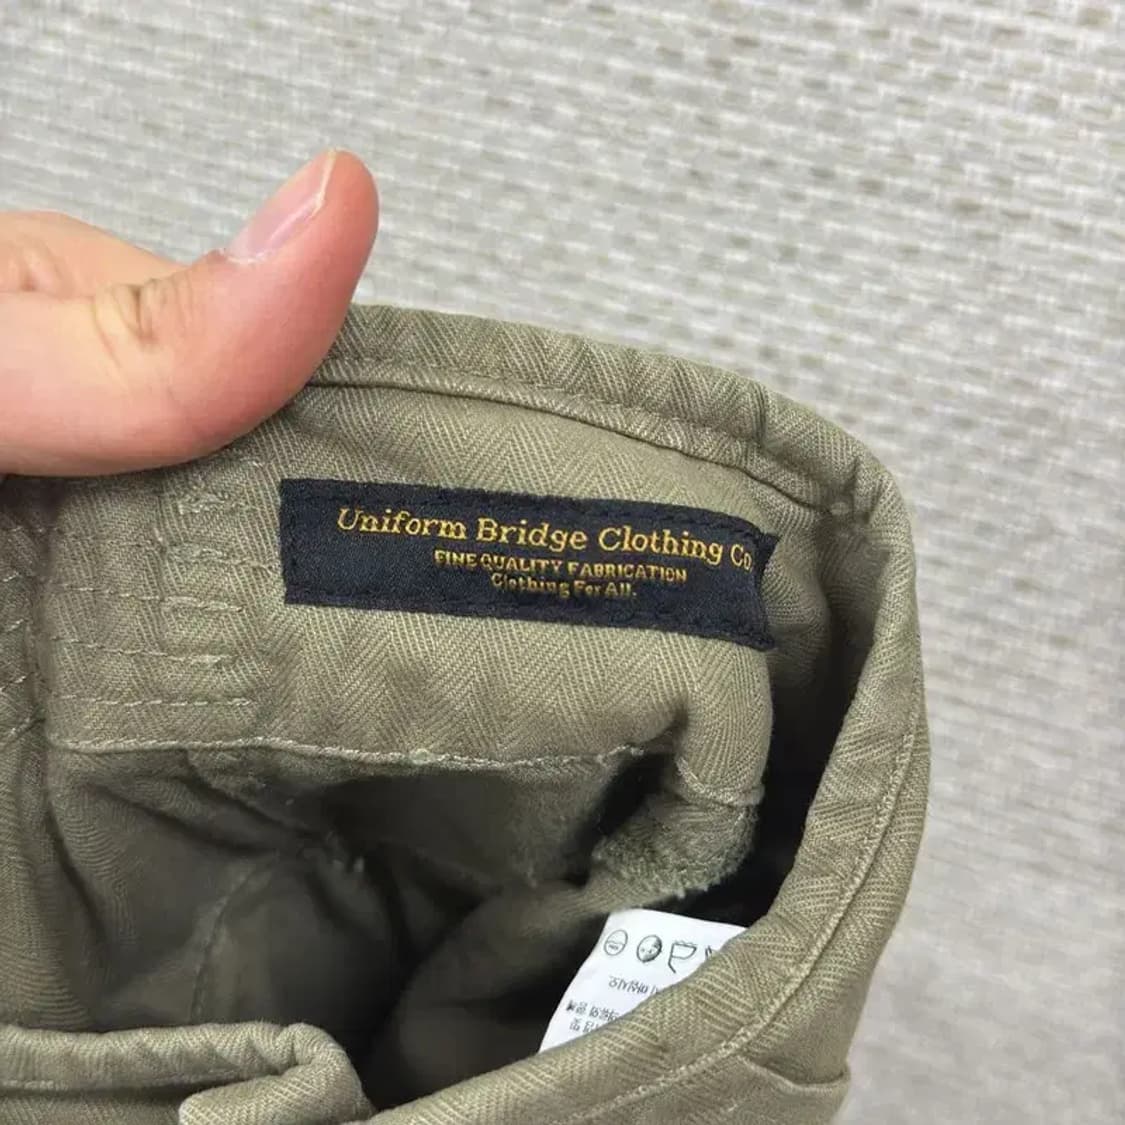 Uniform Bridge Clothing Co.
FINE QUALITY FABRICATION
Clothing For All.